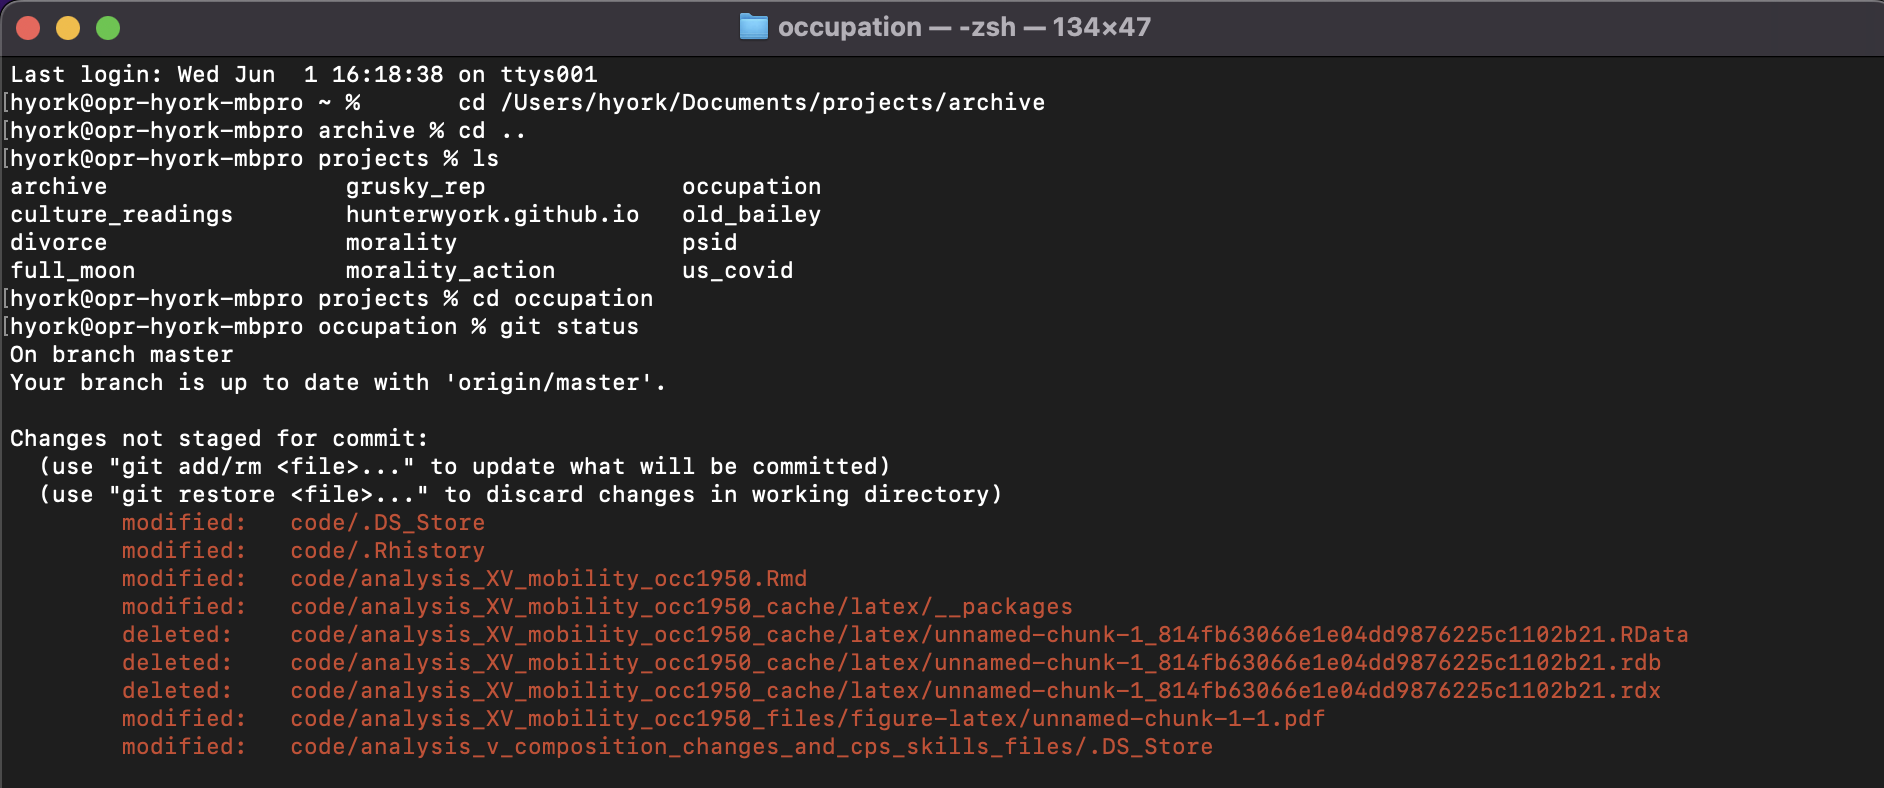 occupation — -zsh — 134×47
Last login: Wed Jun  1 16:18:38 on ttys001
[hyork@opr-hyork-mbpro ~ %       cd /Users/hyork/Documents/projects/archive
[hyork@opr-hyork-mbpro archive % cd ..
[hyork@opr-hyork-mbpro projects % ls
archive                 grusky_rep              occupation
culture_readings        hunterwyork.github.io   old_bailey
divorce                 morality                psid
full_moon               morality_action         us_covid
[hyork@opr-hyork-mbpro projects % cd occupation
[hyork@opr-hyork-mbpro occupation % git status
On branch master
Your branch is up to date with 'origin/master'.

Changes not staged for commit:
  (use "git add/rm <file>..." to update what will be committed)
  (use "git restore <file>..." to discard changes in working directory)
        modified:   code/.DS_Store
        modified:   code/.Rhistory
        modified:   code/analysis_XV_mobility_occ1950.Rmd
        modified:   code/analysis_XV_mobility_occ1950_cache/latex/__packages
        deleted:    code/analysis_XV_mobility_occ1950_cache/latex/unnamed-chunk-1_814fb63066e1e04dd9876225c1102b21.RData
        deleted:    code/analysis_XV_mobility_occ1950_cache/latex/unnamed-chunk-1_814fb63066e1e04dd9876225c1102b21.rdb
        deleted:    code/analysis_XV_mobility_occ1950_cache/latex/unnamed-chunk-1_814fb63066e1e04dd9876225c1102b21.rdx
        modified:   code/analysis_XV_mobility_occ1950_files/figure-latex/unnamed-chunk-1-1.pdf
        modified:   code/analysis_v_composition_changes_and_cps_skills_files/.DS_Store